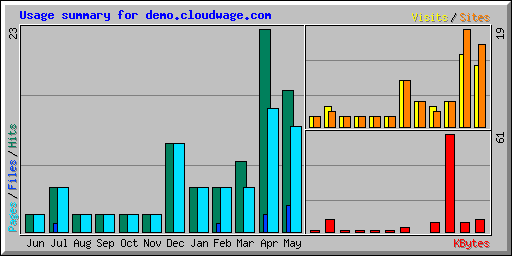 Usage summary for demo.cloudwage.com
Visits/Sites
23
19
61
Pages/Files/Hits
Jun Jul Aug Sep Oct Nov Dec Jan Feb Mar Apr May
KBytes